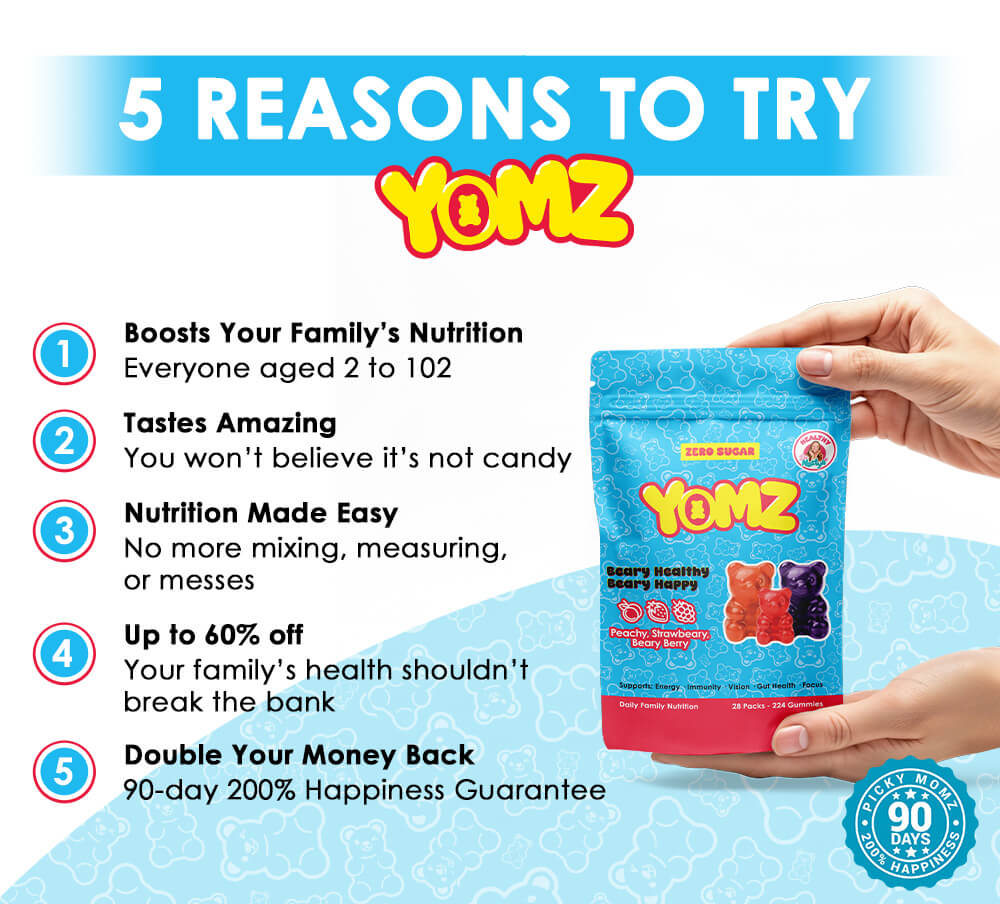 5 REASONS TO TRY
YOMZ
1
Boosts Your Family's Nutrition
Everyone aged 2 to 102
2
Tastes Amazing
You won't believe it's not candy
3
Nutrition Made Easy
No more mixing, measuring,
or messes
4
Up to 60% off
Your family's health shouldn't
break the bank
5
Double Your Money Back
90-day 200% Happiness Guarantee
ZERO SUGAR
HEALTHY
YOMZ
Beary Healthy
Beary Happy
Peachy, Strawbeary,
Beary Berry
Supports: Energy · Immunity · Vision · Gut Health · Focus
Daily Family Nutrition
28 Packs - 224 Gummies
PICKY MOMZ
90
DAYS
200% HAPPINESS